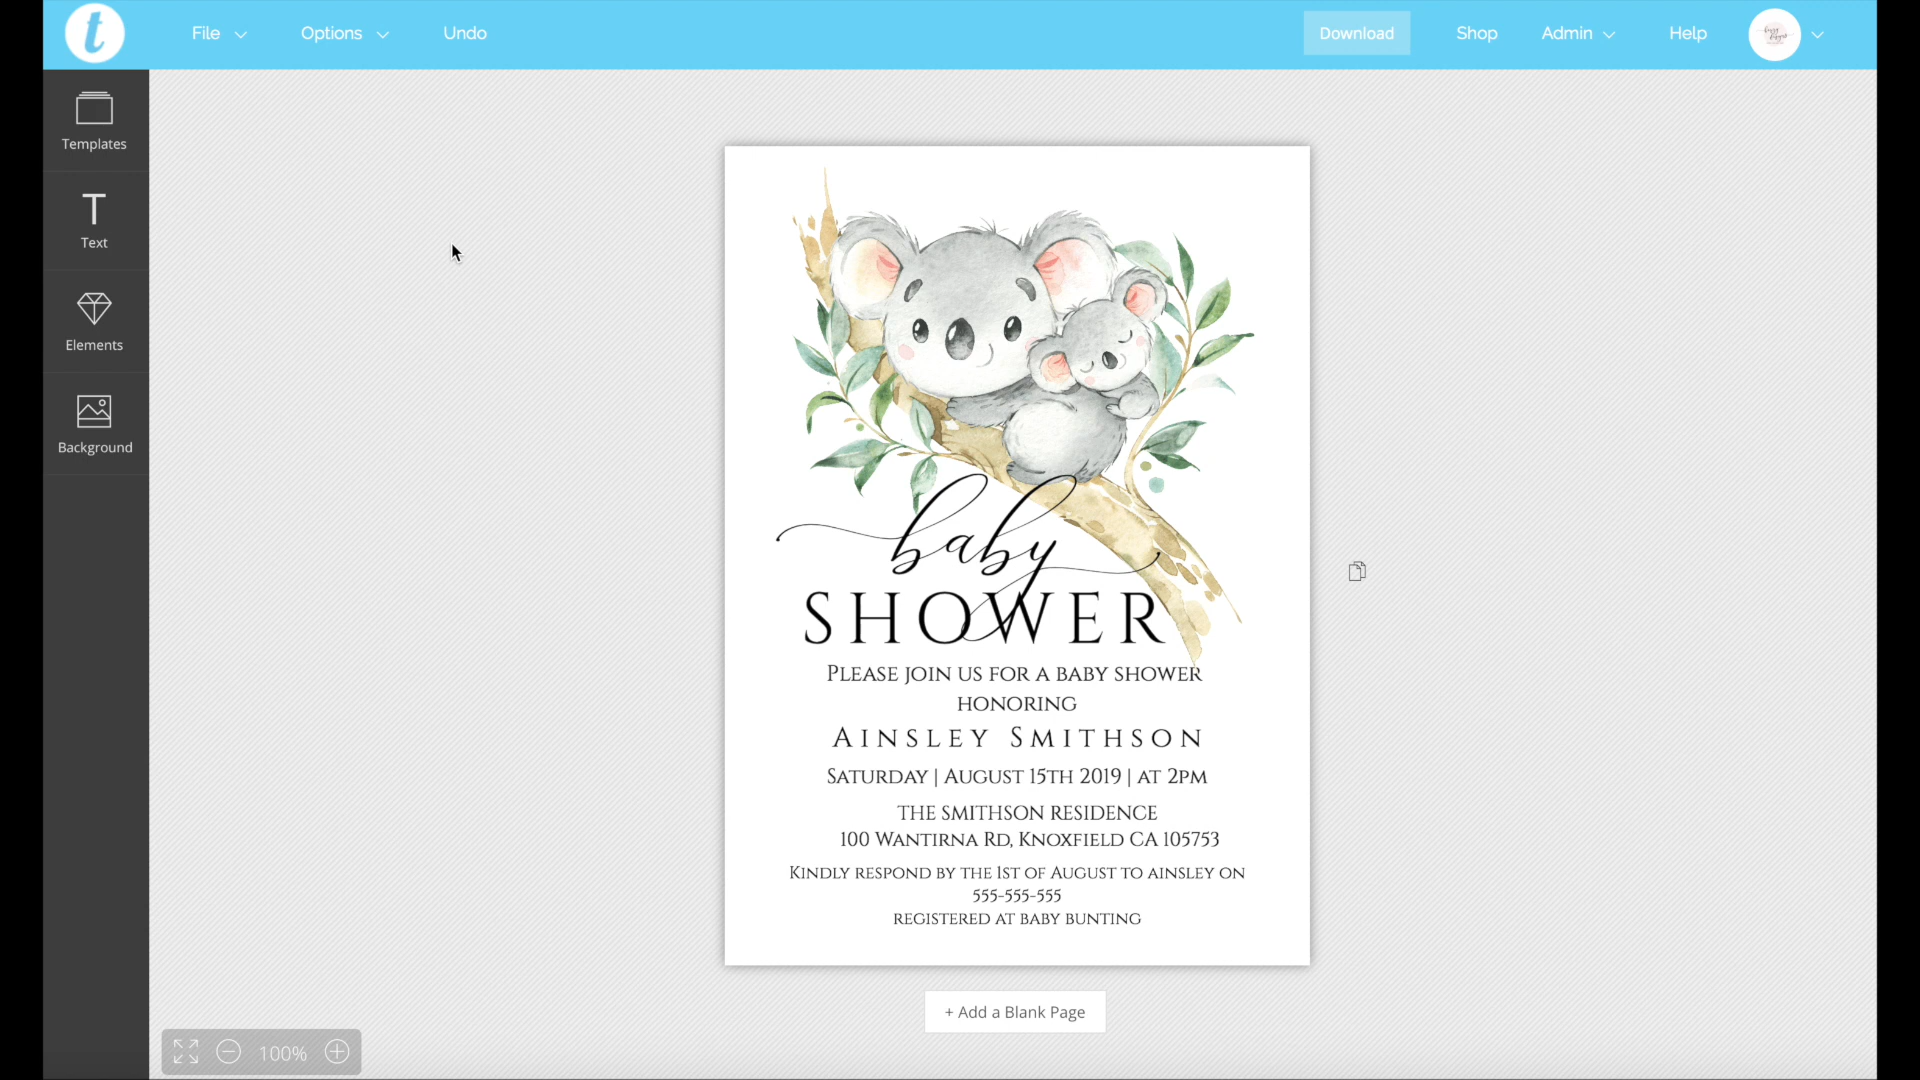 t
File
Options
Undo
Download
Shop
Admin
Help
Templates
Text
Elements
Background
baby
SHOWER
PLEASE JOIN US FOR A BABY SHOWER
HONORING
AINSLEY SMITHSON
SATURDAY | AUGUST 15TH 2019 | AT 2PM
THE SMITHSON RESIDENCE
100 WANTIRNA RD, KNOXFIELD CA 105753
KINDLY RESPOND BY THE 1ST OF AUGUST TO AINSLEY ON
555-555-555
REGISTERED AT BABY BUNTING
+ Add a Blank Page
100%